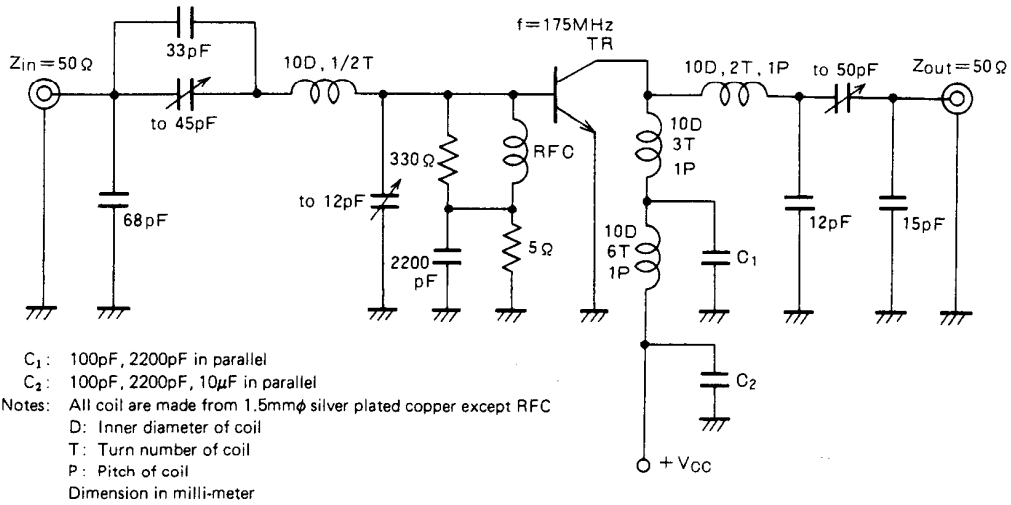 f=175MHz
TR
33pF
Zin=50Ω
10D, 1/2T
10D, 2T, 1P
to 50pF
Zout=50Ω
to 45pF
10D
3T
1P
330Ω
RFC
to 12pF
68pF
2200
pF
5Ω
10D
6T
1P
C1
12pF
15pF
C1: 100pF, 2200pF in parallel
C2: 100pF, 2200pF, 10μF in parallel
C2
Notes: All coil are made from 1.5mmφ silver plated copper except RFC
D: Inner diameter of coil
T: Turn number of coil
P: Pitch of coil
Dimension in milli-meter
+VCC